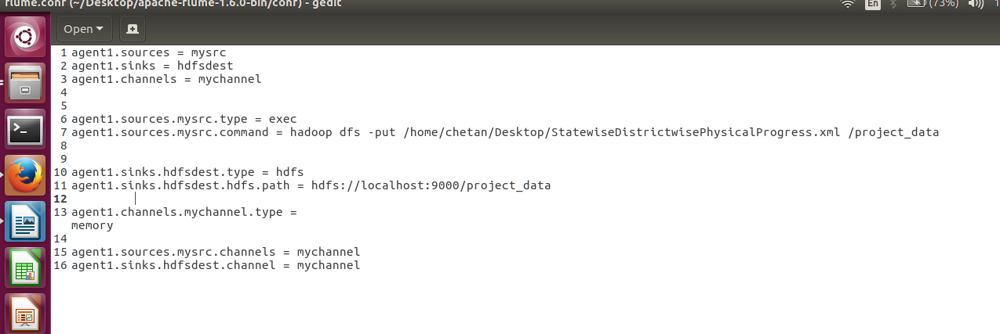 flume.conf (~/Desktop/apache-flume-1.6.0-bin/conf) - gedit
En
(73%)
Open
1 agent1.sources = mysrc
2 agent1.sinks = hdfsdest
3 agent1.channels = mychannel
4
5
6 agent1.sources.mysrc.type = exec
7 agent1.sources.mysrc.command = hadoop dfs -put /home/chetan/Desktop/StatewiseDistrictwisePhysicalProgress.xml /project_data
8
9
10 agent1.sinks.hdfsdest.type = hdfs
11 agent1.sinks.hdfsdest.hdfs.path = hdfs://localhost:9000/project_data
12
13 agent1.channels.mychannel.type =
memory
14
15 agent1.sources.mysrc.channels = mychannel
16 agent1.sinks.hdfsdest.channel = mychannel